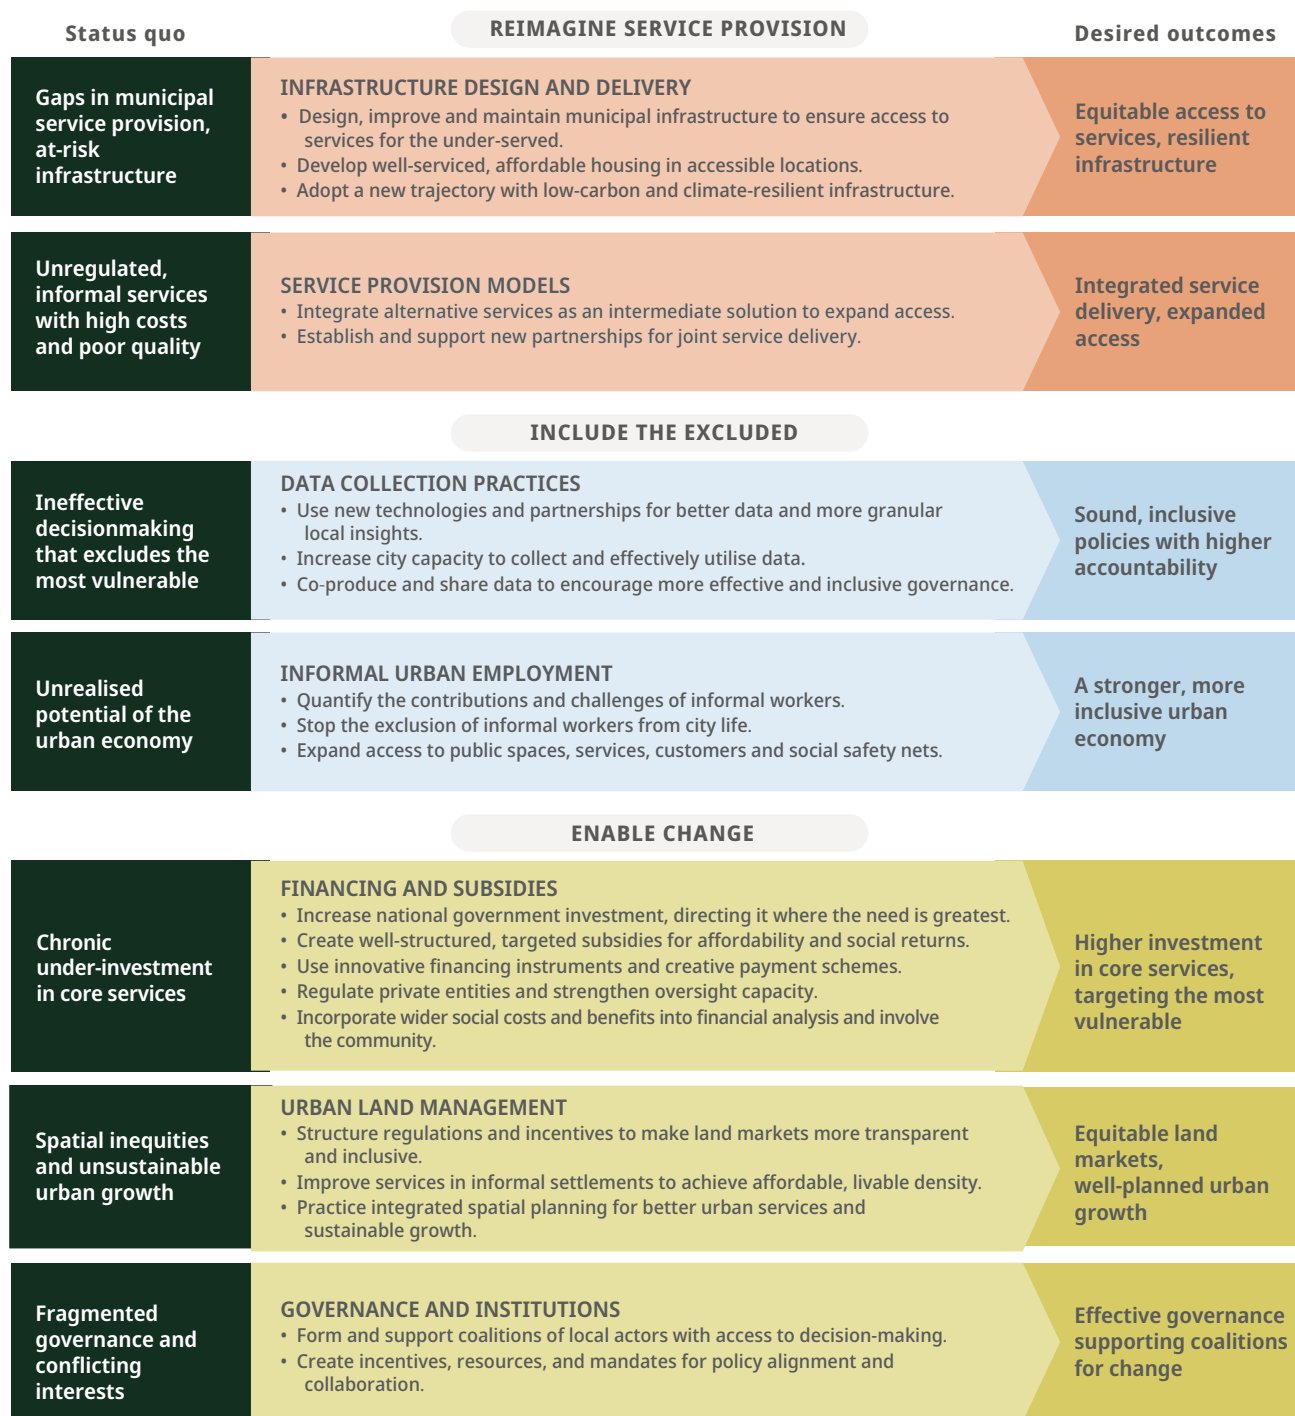 Status quo
REIMAGINE SERVICE PROVISION
Desired outcomes
Gaps in municipal
service provision,
at-risk
infrastructure
INFRASTRUCTURE DESIGN AND DELIVERY
• Design, improve and maintain municipal infrastructure to ensure access to
services for the under-served.
• Develop well-serviced, affordable housing in accessible locations.
• Adopt a new trajectory with low-carbon and climate-resilient infrastructure.
Equitable access to
services, resilient
infrastructure
Unregulated,
informal services
with high costs
and poor quality
SERVICE PROVISION MODELS
• Integrate alternative services as an intermediate solution to expand access.
• Establish and support new partnerships for joint service delivery.
Integrated service
delivery, expanded
access
INCLUDE THE EXCLUDED
Ineffective
decisionmaking
that excludes the
most vulnerable
DATA COLLECTION PRACTICES
• Use new technologies and partnerships for better data and more granular
local insights.
• Increase city capacity to collect and effectively utilise data.
• Co-produce and share data to encourage more effective and inclusive governance.
Sound, inclusive
policies with higher
accountability
Unrealised
potential of the
urban economy
INFORMAL URBAN EMPLOYMENT
• Quantify the contributions and challenges of informal workers.
• Stop the exclusion of informal workers from city life.
• Expand access to public spaces, services, customers and social safety nets.
A stronger, more
inclusive urban
economy
ENABLE CHANGE
Chronic
under-investment
in core services
FINANCING AND SUBSIDIES
• Increase national government investment, directing it where the need is greatest.
• Create well-structured, targeted subsidies for affordability and social returns.
• Use innovative financing instruments and creative payment schemes.
• Regulate private entities and strengthen oversight capacity.
• Incorporate wider social costs and benefits into financial analysis and involve
the community.
Higher investment
in core services,
targeting the most
vulnerable
Spatial inequities
and unsustainable
urban growth
URBAN LAND MANAGEMENT
• Structure regulations and incentives to make land markets more transparent
and inclusive.
• Improve services in informal settlements to achieve affordable, livable density.
• Practice integrated spatial planning for better urban services and
sustainable growth.
Equitable land
markets,
well-planned urban
growth
Fragmented
governance and
conflicting
interests
GOVERNANCE AND INSTITUTIONS
• Form and support coalitions of local actors with access to decision-making.
• Create incentives, resources, and mandates for policy alignment and
collaboration.
Effective governance
supporting coalitions
for change